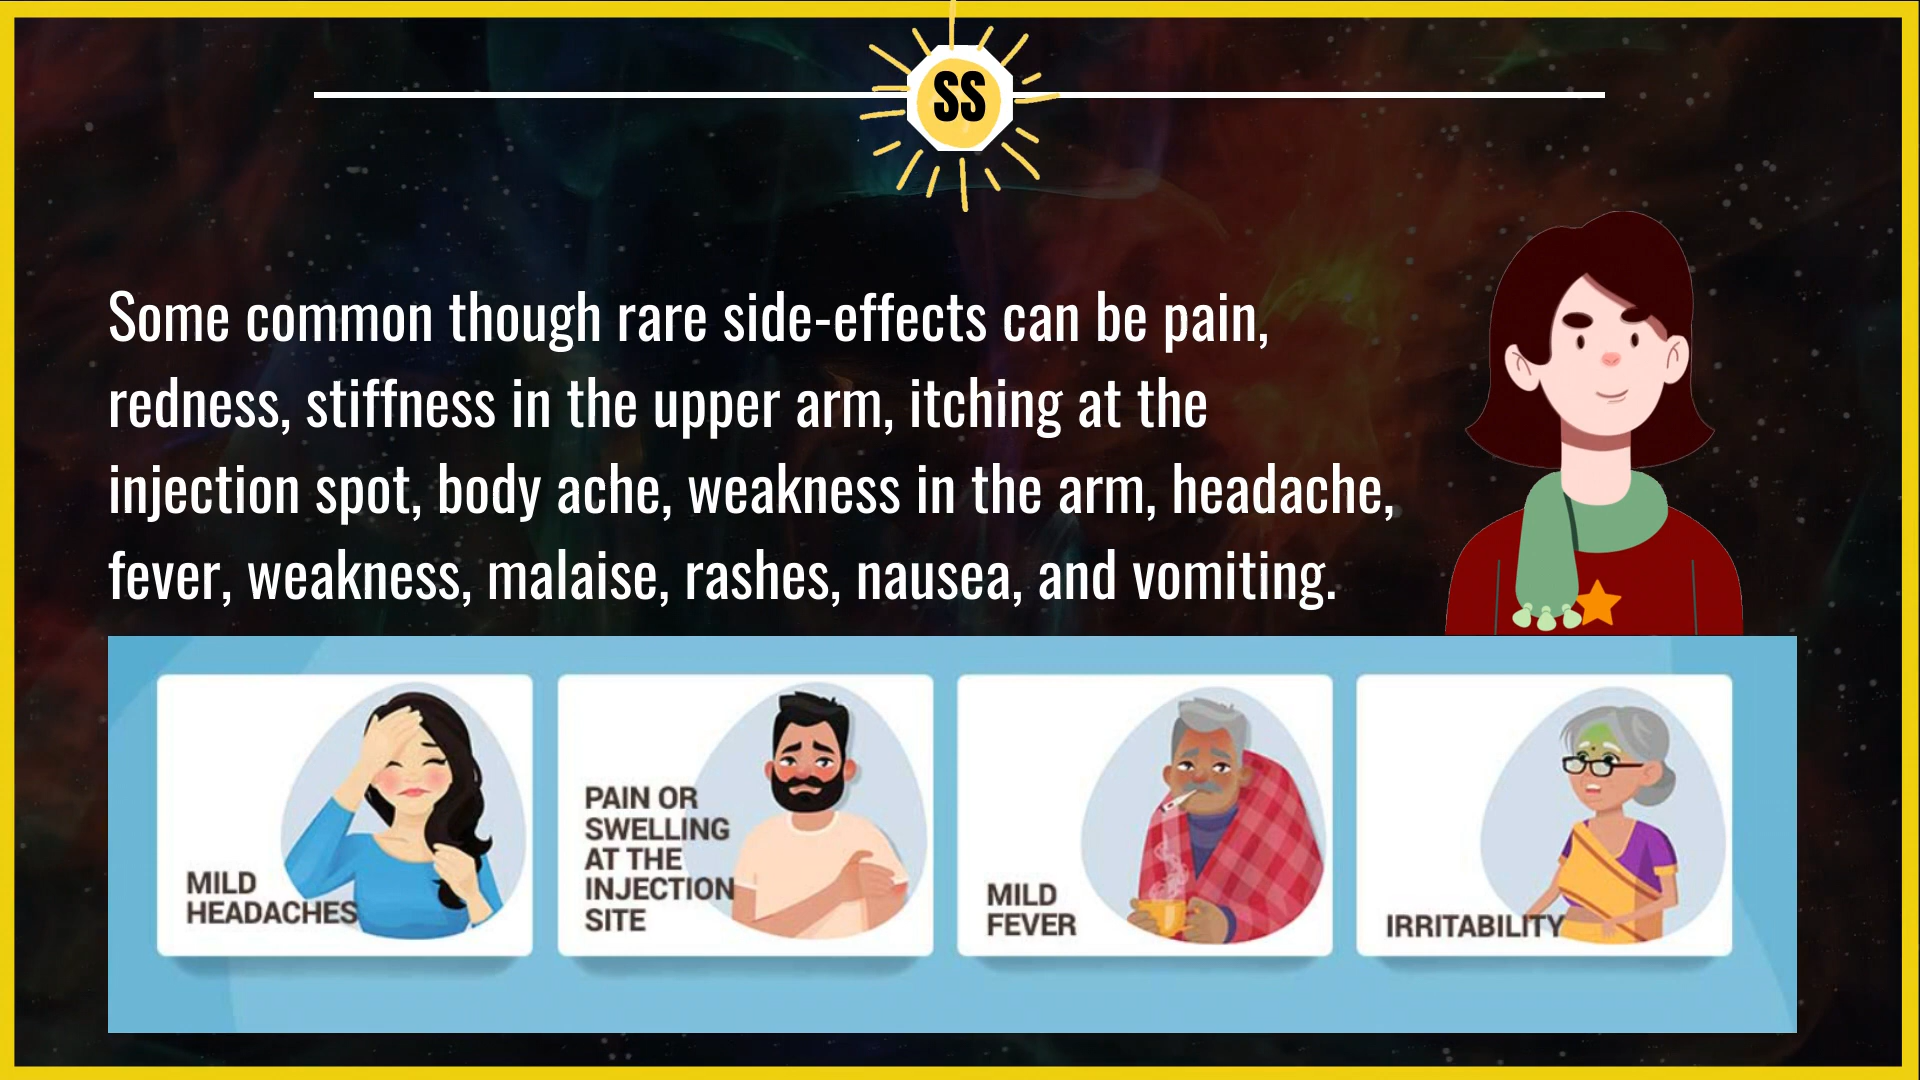 SS
Some common though rare side-effects can be pain,
redness, stiffness in the upper arm, itching at the
injection spot, body ache, weakness in the arm, headache,
fever, weakness, malaise, rashes, nausea, and vomiting.
MILD
HEADACHES
PAIN OR
SWELLING
AT THE
INJECTION
SITE
MILD
FEVER
IRRITABILITY